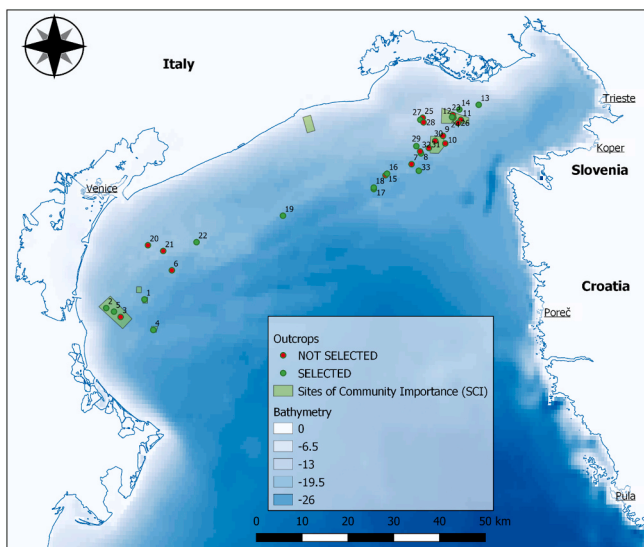 Italy
Trieste
Koper
Slovenia
Croatia
Poreč
Pula
Venice
13
14
23
12
11
26
24
25
27
28
9
30
10
31
32
29
8
7
33
16
15
18
17
19
22
20
21
6
1
2
5
3
4
Outcrops
NOT SELECTED
SELECTED
Sites of Community Importance (SCI)
Bathymetry
0
-6.5
-13
-19.5
-26
0 10 20 30 40 50 km